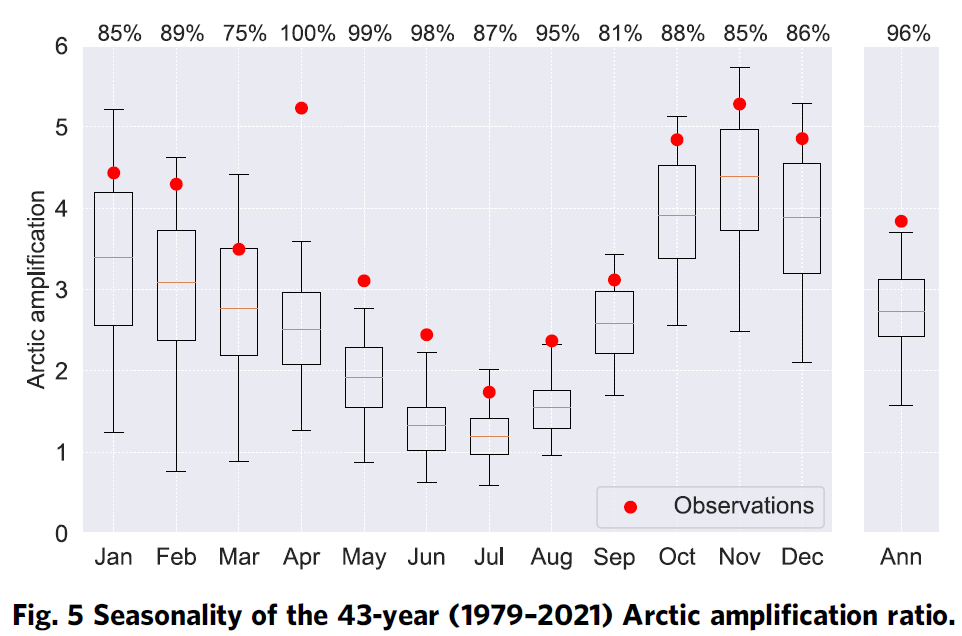 85% 89% 75% 100% 99% 98% 87% 95% 81% 88% 85% 86% 96%
6
5
4
3
2
1
0
Arctic amplification
Observations
Jan Feb Mar Apr May Jun Jul Aug Sep Oct Nov Dec Ann
Fig. 5 Seasonality of the 43-year (1979–2021) Arctic amplification ratio.